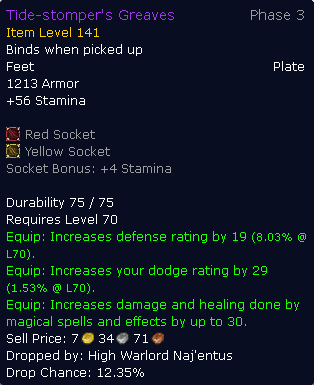 Tide-stomper's Greaves Phase 3
Item Level 141
Binds when picked up
Feet Plate
1213 Armor
+56 Stamina
Red Socket
Yellow Socket
Socket Bonus: +4 Stamina
Durability 75 / 75
Requires Level 70
Equip: Increases defense rating by 19 (8.03% @
L70).
Equip: Increases your dodge rating by 29
(1.53% @ L70).
Equip: Increases damage and healing done by
magical spells and effects by up to 30.
Sell Price: 7 34 71
Dropped by: High Warlord Naj'entus
Drop Chance: 12.35%